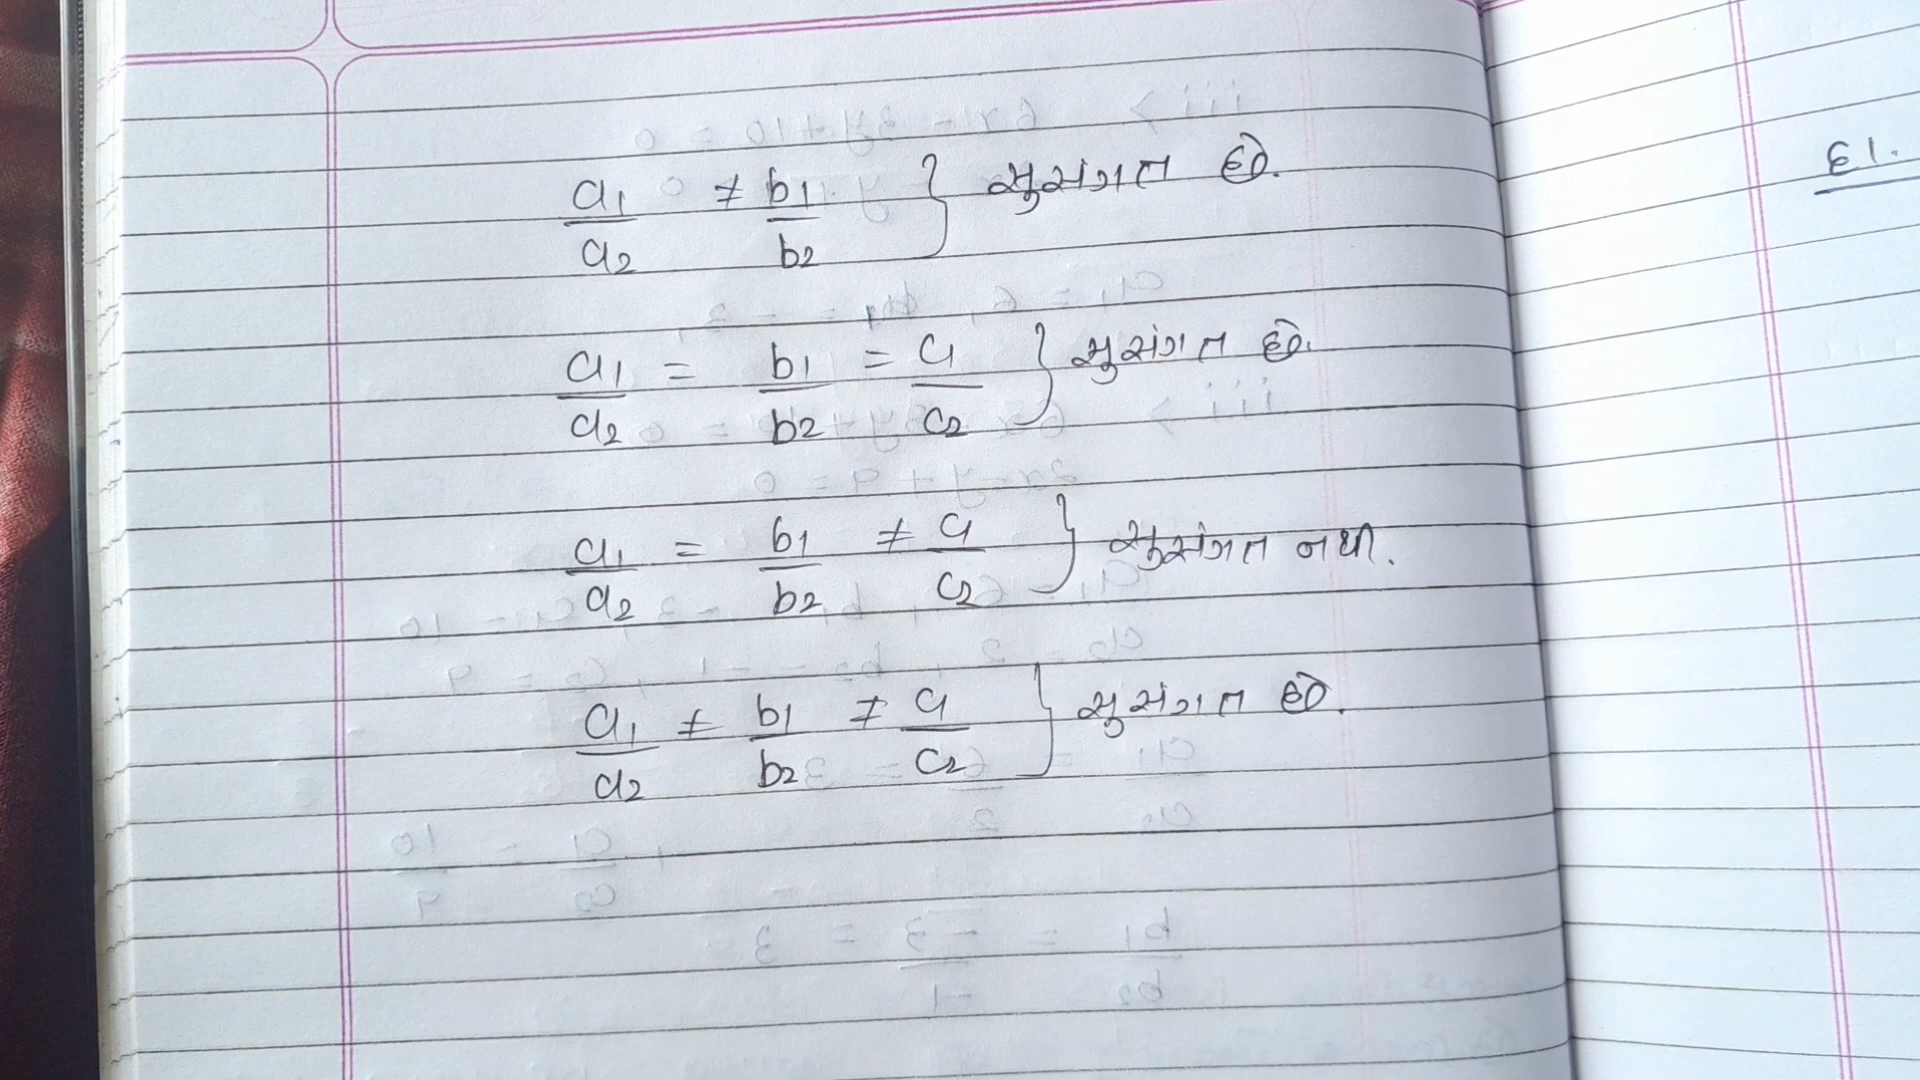 a1/a2 ≠ b1/b2 } સુસંગત છે.
a1/a2 = b1/b2 = c1/c2 } સુસંગત છે.
a1/a2 = b1/b2 ≠ c1/c2 } સુસંગત નથી.
a1/a2 ≠ b1/b2 ≠ c1/c2 } સુસંગત છે.
દા.